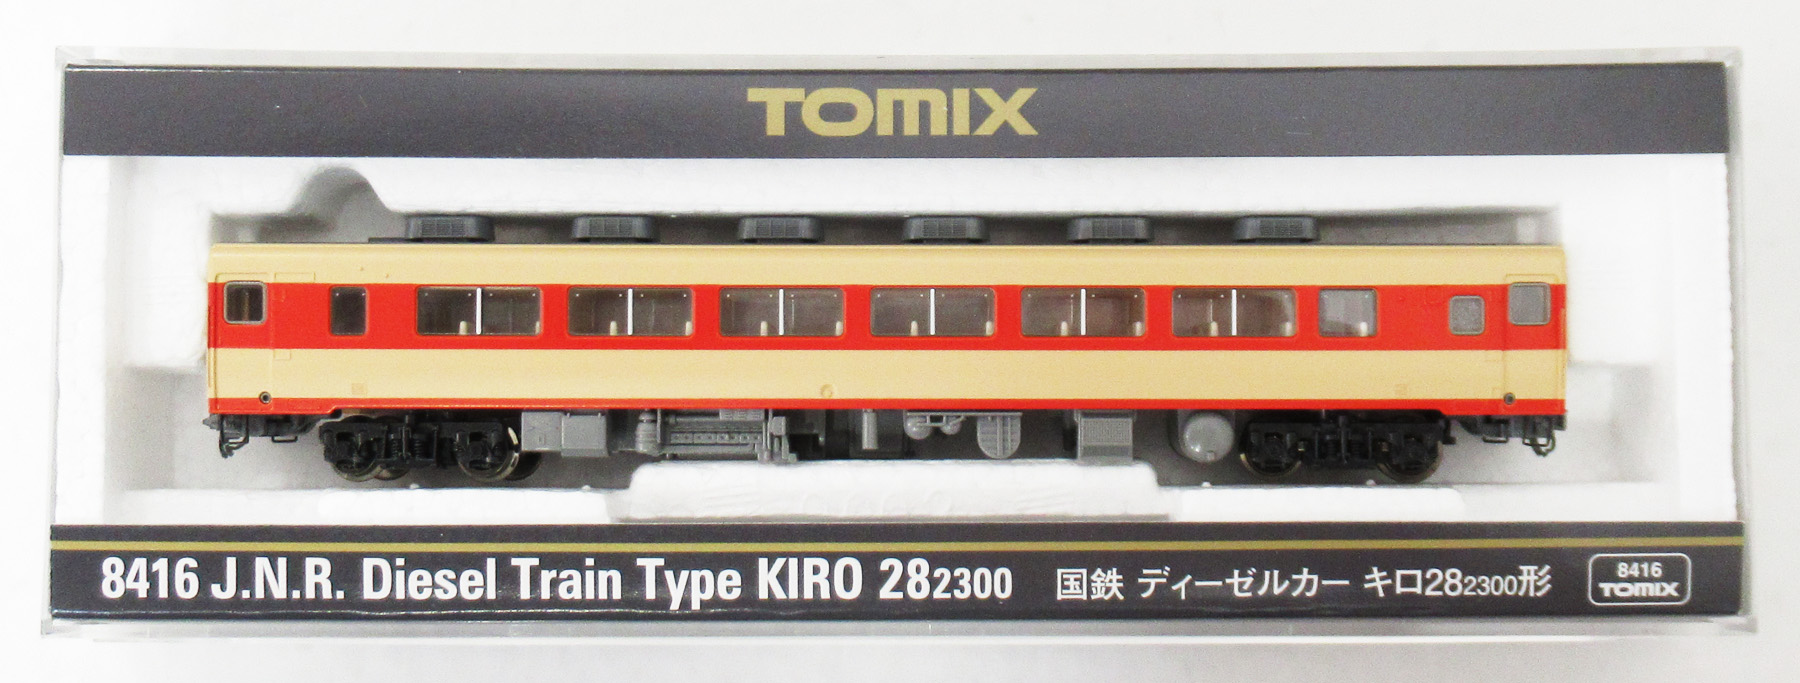 TOMIX
8416 J.N.R. Diesel Train Type KIRO 282300 国鉄 ディーゼルカー キロ282300形
8416
TOMIX